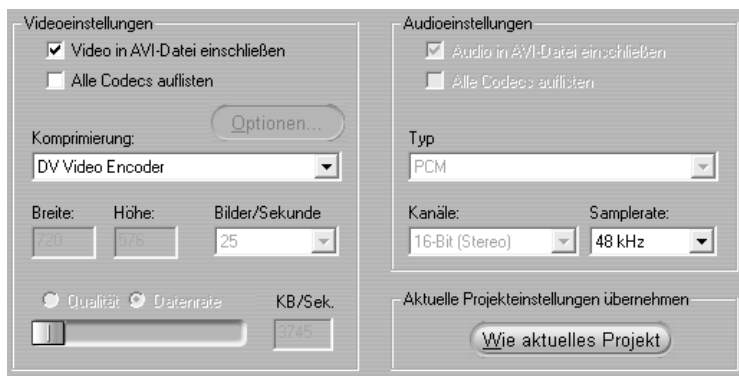 Videoeinstellungen
Video in AVI-Datei einschließen
Alle Codecs auflisten
Optionen...
Komprimierung:
DV Video Encoder
Breite:
Höhe:
Bilder/Sekunde
720
576
25
Qualität
Datenrate
KB/Sek.
3745
Audioeinstellungen
Audio in AVI-Datei einschließen
Alle Codecs auflisten
Typ
PCM
Kanäle:
Samplerate:
16-Bit (Stereo)
48 kHz
Aktuelle Projekteinstellungen übernehmen
Wie aktuelles Projekt